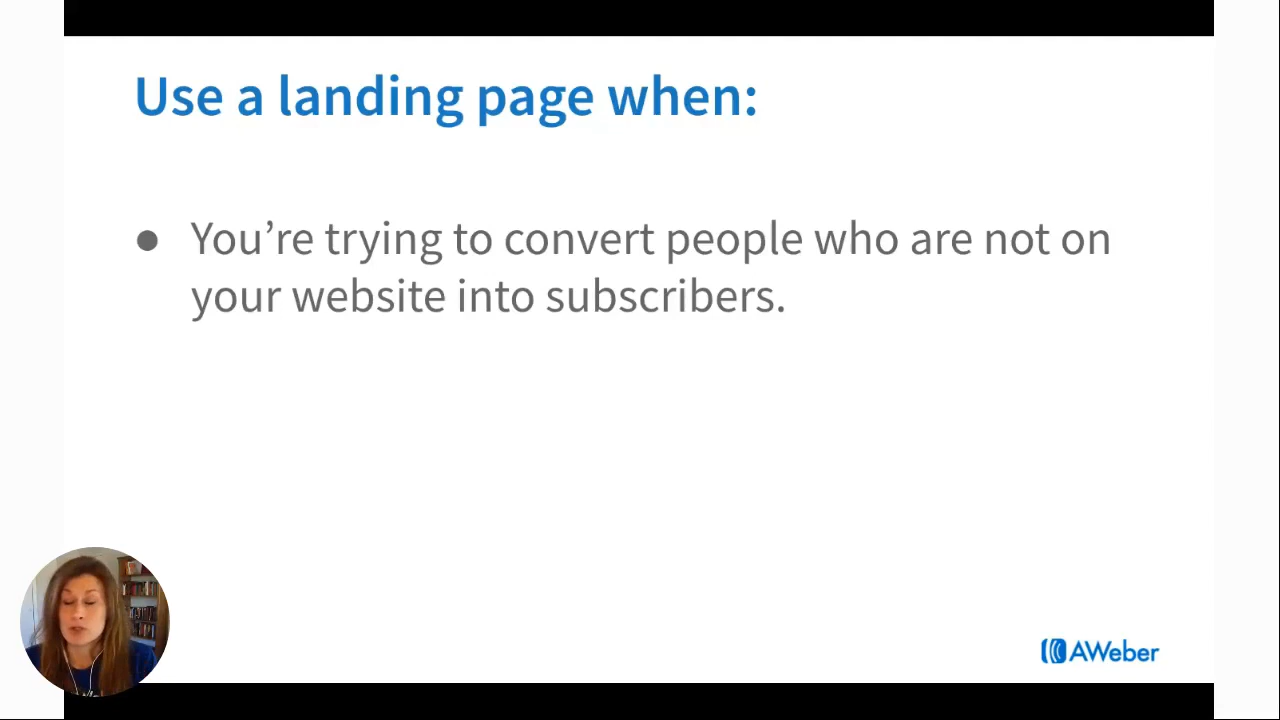 Use a landing page when:
● You’re trying to convert people who are not on
your website into subscribers.
AWeber